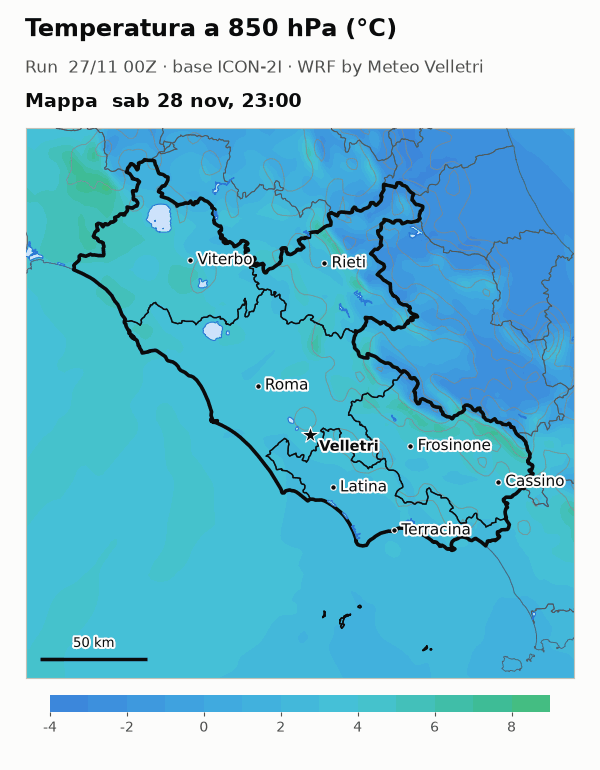 Temperatura a 850 hPa (°C)
Run  27/11 00Z · base ICON-2I · WRF by Meteo Velletri
Mappa  sab 28 nov, 23:00
Viterbo
Rieti
Roma
Velletri
Frosinone
Cassino
Latina
Terracina
50 km
-4 -2 0 2 4 6 8